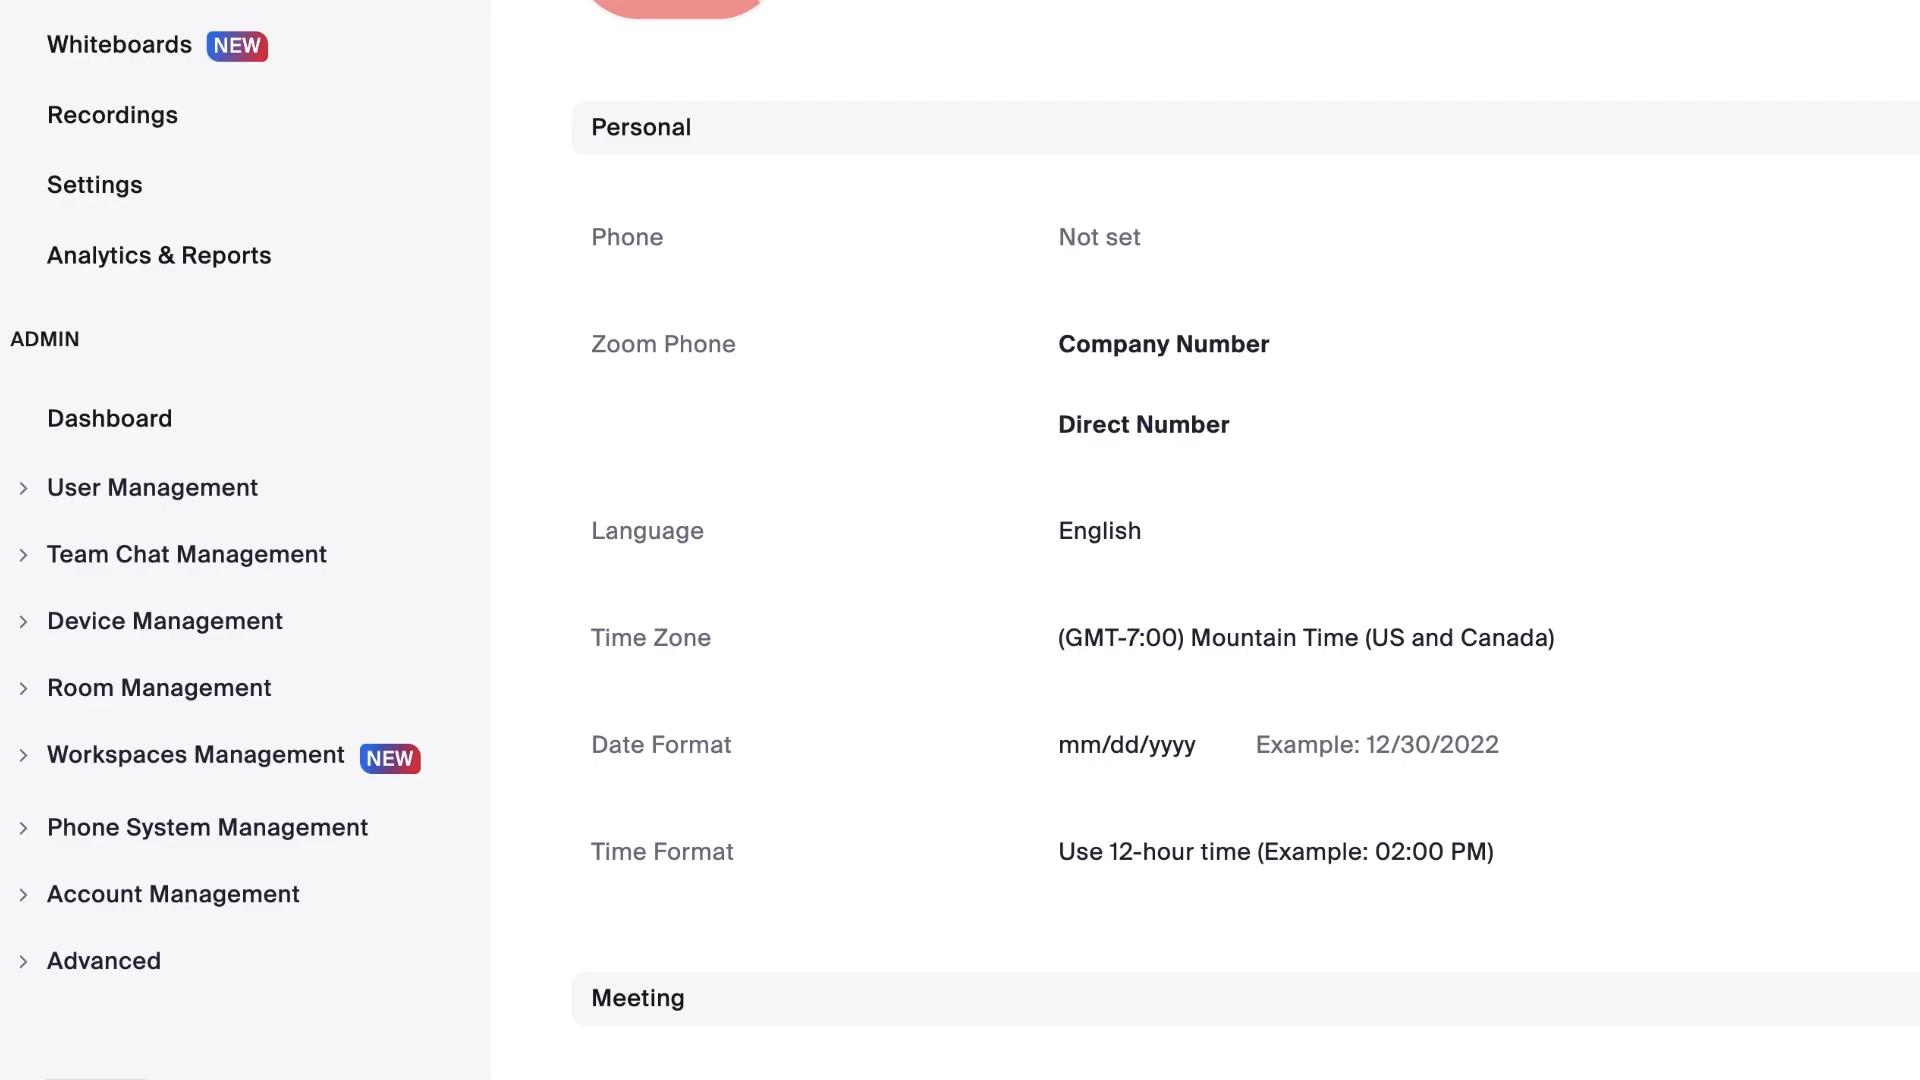 Whiteboards NEW
Recordings
Settings
Analytics & Reports
ADMIN
Dashboard
User Management
Team Chat Management
Device Management
Room Management
Workspaces Management NEW
Phone System Management
Account Management
Advanced
Personal
Phone Not set
Zoom Phone Company Number
Direct Number
Language English
Time Zone (GMT-7:00) Mountain Time (US and Canada)
Date Format mm/dd/yyyy Example: 12/30/2022
Time Format Use 12-hour time (Example: 02:00 PM)
Meeting